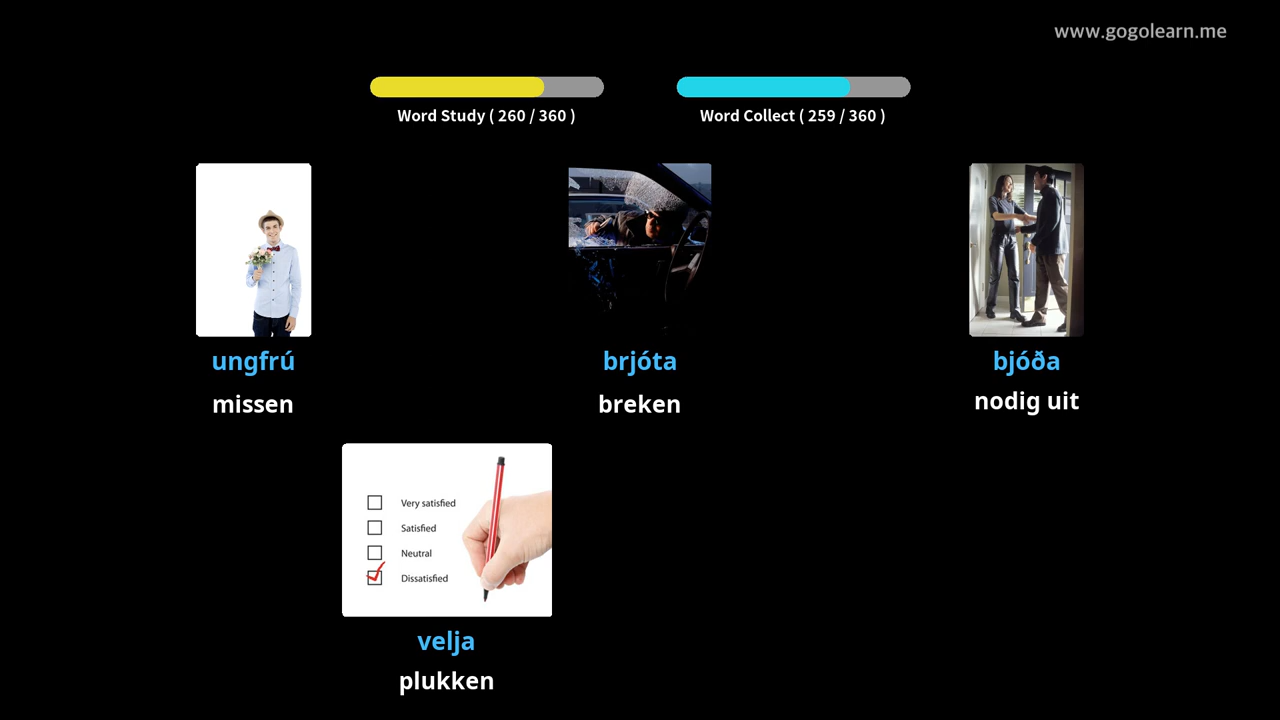 www.gogolearn.me
Word Study ( 260 / 360 )
Word Collect ( 259 / 360 )
ungfrú
missen
brjóta
breken
bjóða
nodig uit
Very satisfied
Satisfied
Neutral
Dissatisfied
velja
plukken